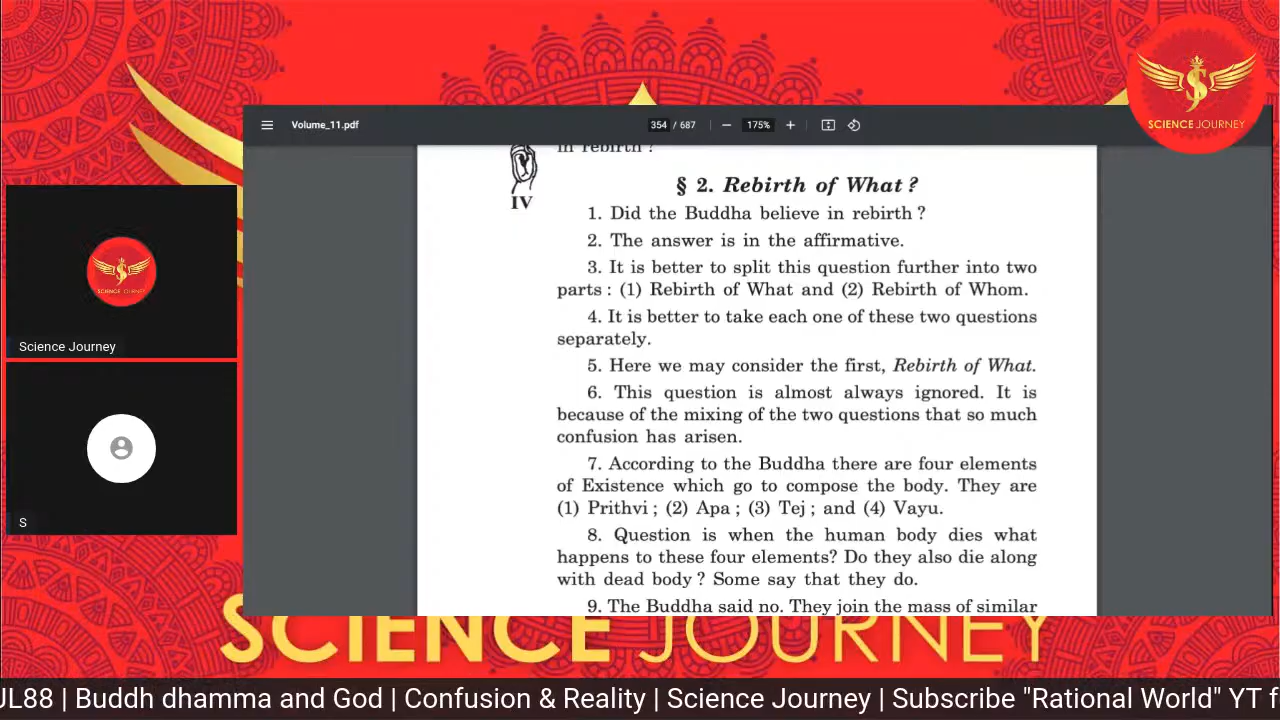 SCIENCE JOURNEY
Volume_11.pdf
354 / 687
175%
in rebirth ?
IV
§ 2. Rebirth of What ?
1. Did the Buddha believe in rebirth ?
2. The answer is in the affirmative.
3. It is better to split this question further into two
parts : (1) Rebirth of What and (2) Rebirth of Whom.
4. It is better to take each one of these two questions
separately.
5. Here we may consider the first, Rebirth of What.
6. This question is almost always ignored. It is
because of the mixing of the two questions that so much
confusion has arisen.
7. According to the Buddha there are four elements
of Existence which go to compose the body. They are
(1) Prithvi ; (2) Apa ; (3) Tej ; and (4) Vayu.
8. Question is when the human body dies what
happens to these four elements? Do they also die along
with dead body ? Some say that they do.
9. The Buddha said no. They join the mass of similar
SCIENCE JOURNEY
Science Journey
S
SCIENCE JOURNEY
JL88 | Buddh dhamma and God | Confusion & Reality | Science Journey | Subscribe "Rational World" YT f